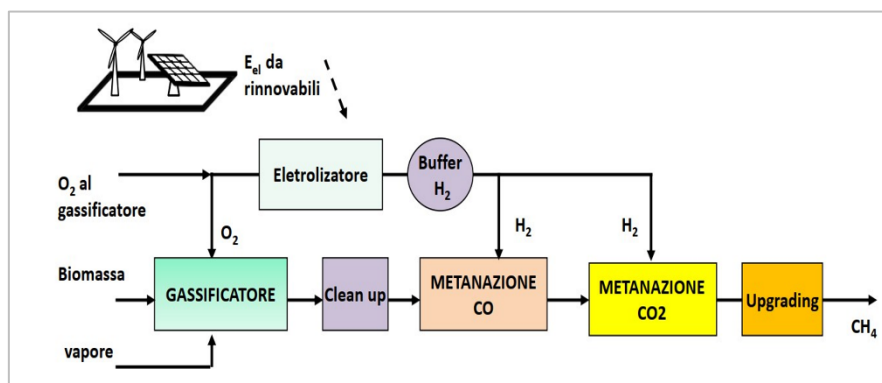 E_el da
rinnovabili
Eletrolizatore
Buffer
H₂
O₂ al
gassificatore
O₂
H₂
H₂
Biomassa
GASSIFICATORE
Clean up
METANAZIONE
CO
METANAZIONE
CO2
Upgrading
CH₄
vapore